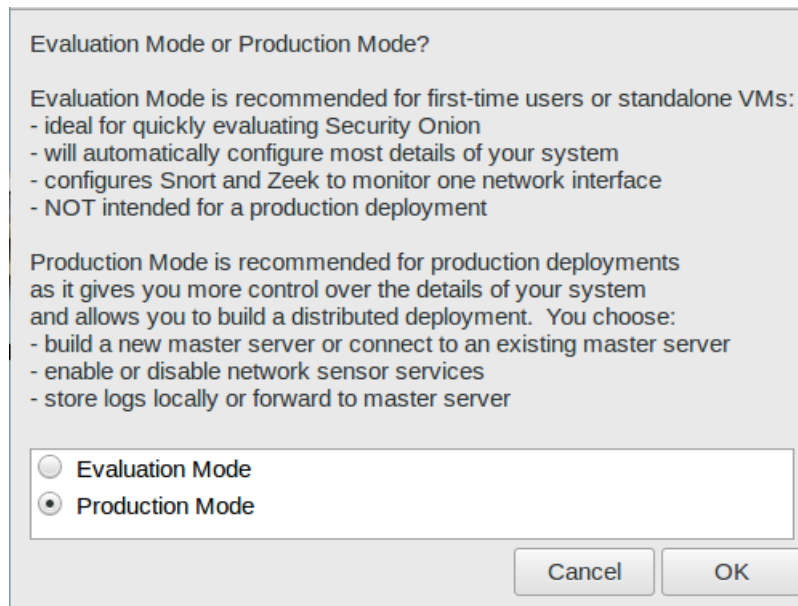 Evaluation Mode or Production Mode?
Evaluation Mode is recommended for first-time users or standalone VMs:
- ideal for quickly evaluating Security Onion
- will automatically configure most details of your system
- configures Snort and Zeek to monitor one network interface
- NOT intended for a production deployment
Production Mode is recommended for production deployments
as it gives you more control over the details of your system
and allows you to build a distributed deployment.  You choose:
- build a new master server or connect to an existing master server
- enable or disable network sensor services
- store logs locally or forward to master server
Evaluation Mode
Production Mode
Cancel OK